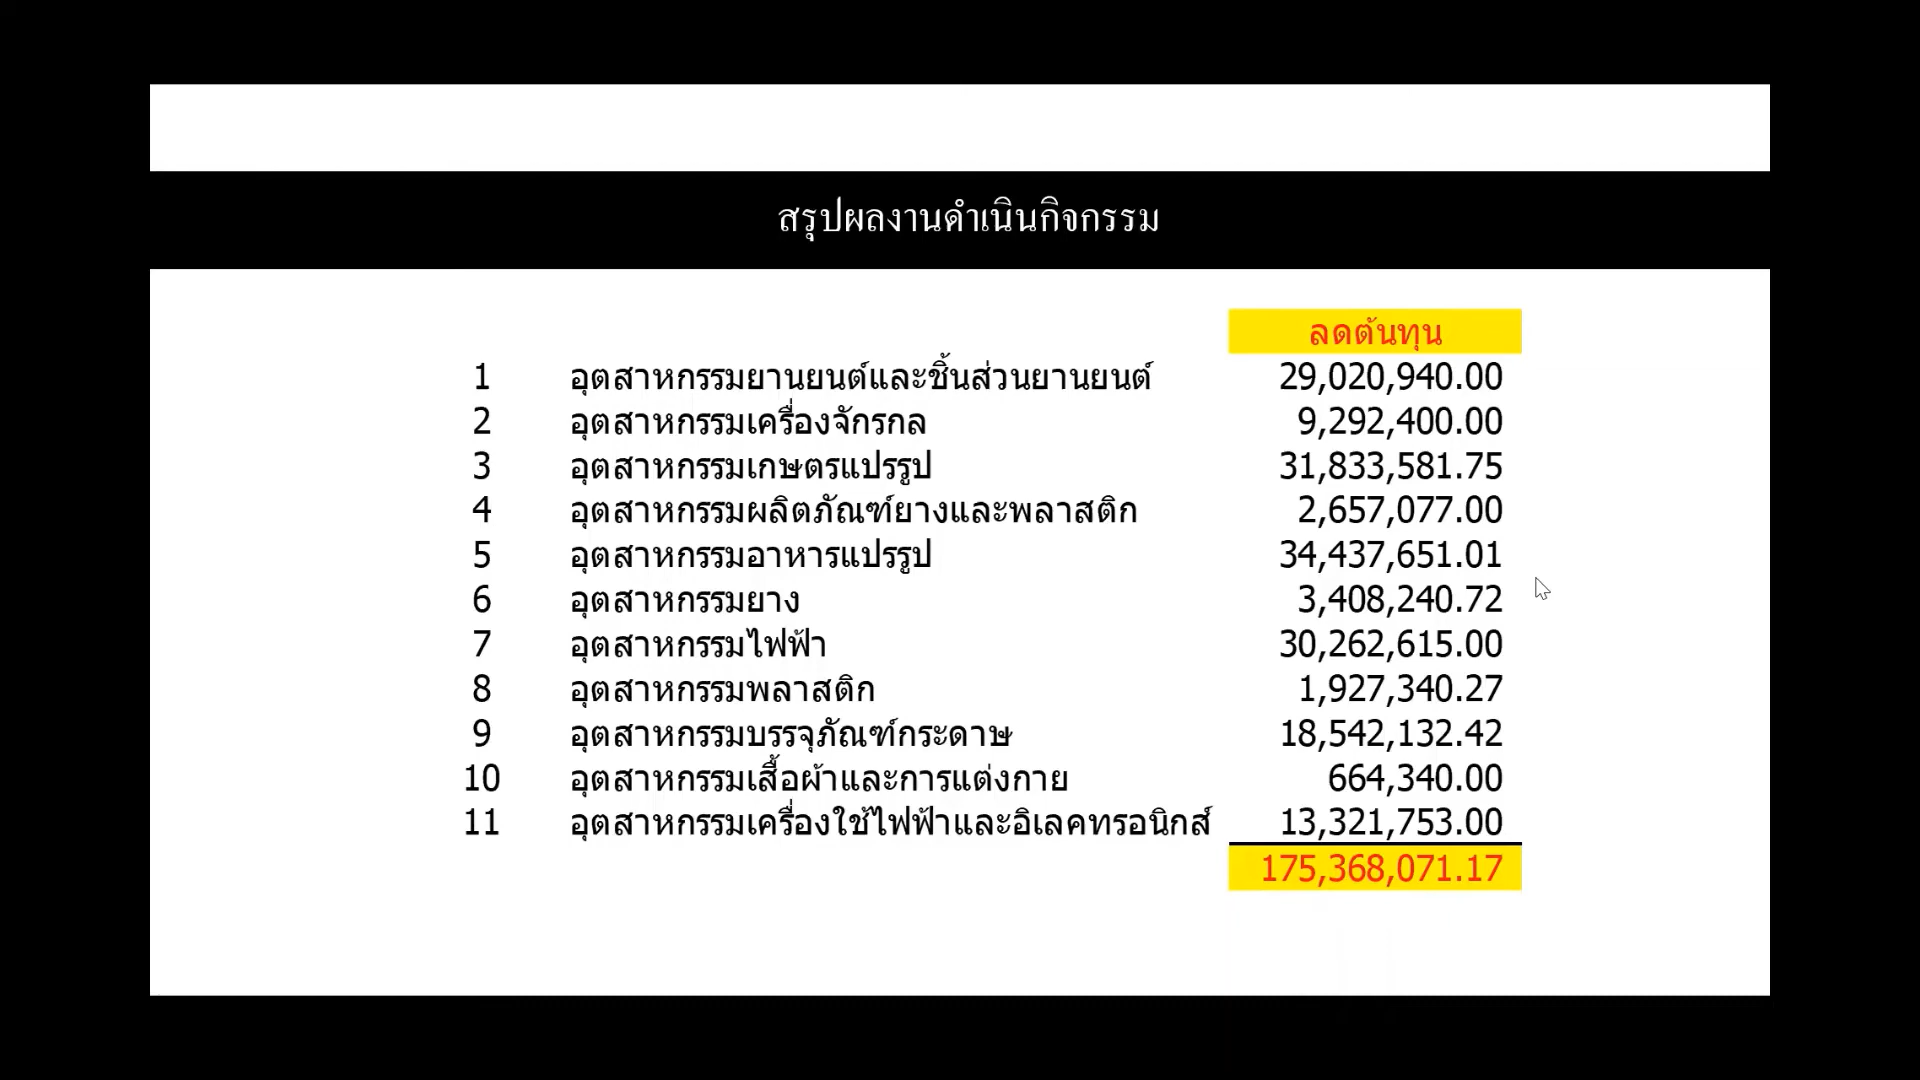 สรุปผลงานดำเนินกิจกรรม
ลดต้นทุน
1 อุตสาหกรรมยานยนต์และชิ้นส่วนยานยนต์ 29,020,940.00
2 อุตสาหกรรมเครื่องจักรกล 9,292,400.00
3 อุตสาหกรรมเกษตรแปรรูป 31,833,581.75
4 อุตสาหกรรมผลิตภัณฑ์ยางและพลาสติก 2,657,077.00
5 อุตสาหกรรมอาหารแปรรูป 34,437,651.01
6 อุตสาหกรรมยาง 3,408,240.72
7 อุตสาหกรรมไฟฟ้า 30,262,615.00
8 อุตสาหกรรมพลาสติก 1,927,340.27
9 อุตสาหกรรมบรรจุภัณฑ์กระดาษ 18,542,132.42
10 อุตสาหกรรมเสื้อผ้าและการแต่งกาย 664,340.00
11 อุตสาหกรรมเครื่องใช้ไฟฟ้าและอิเลคทรอนิกส์ 13,321,753.00
175,368,071.17